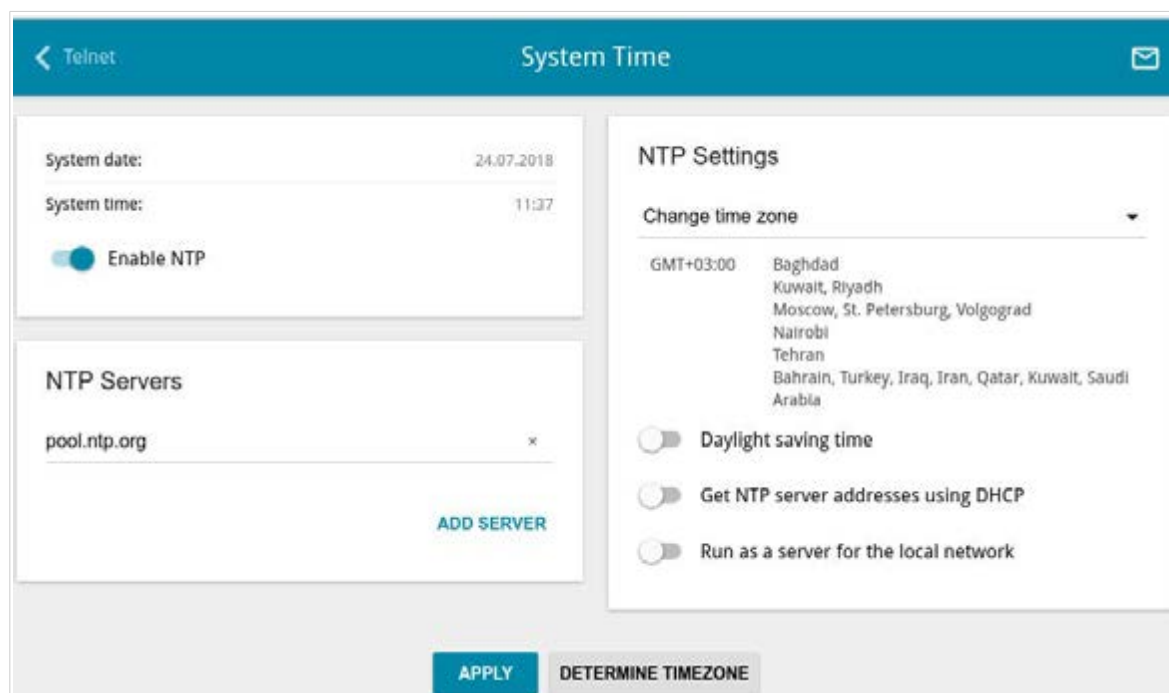 Telnet
System Time
System date:
24.07.2018
System time:
11:37
Enable NTP
NTP Servers
pool.ntp.org ×
ADD SERVER
NTP Settings
Change time zone
GMT+03:00 Baghdad
Kuwait, Riyadh
Moscow, St. Petersburg, Volgograd
Nairobi
Tehran
Bahrain, Turkey, Iraq, Iran, Qatar, Kuwait, Saudi
Arabia
Daylight saving time
Get NTP server addresses using DHCP
Run as a server for the local network
APPLY
DETERMINE TIMEZONE